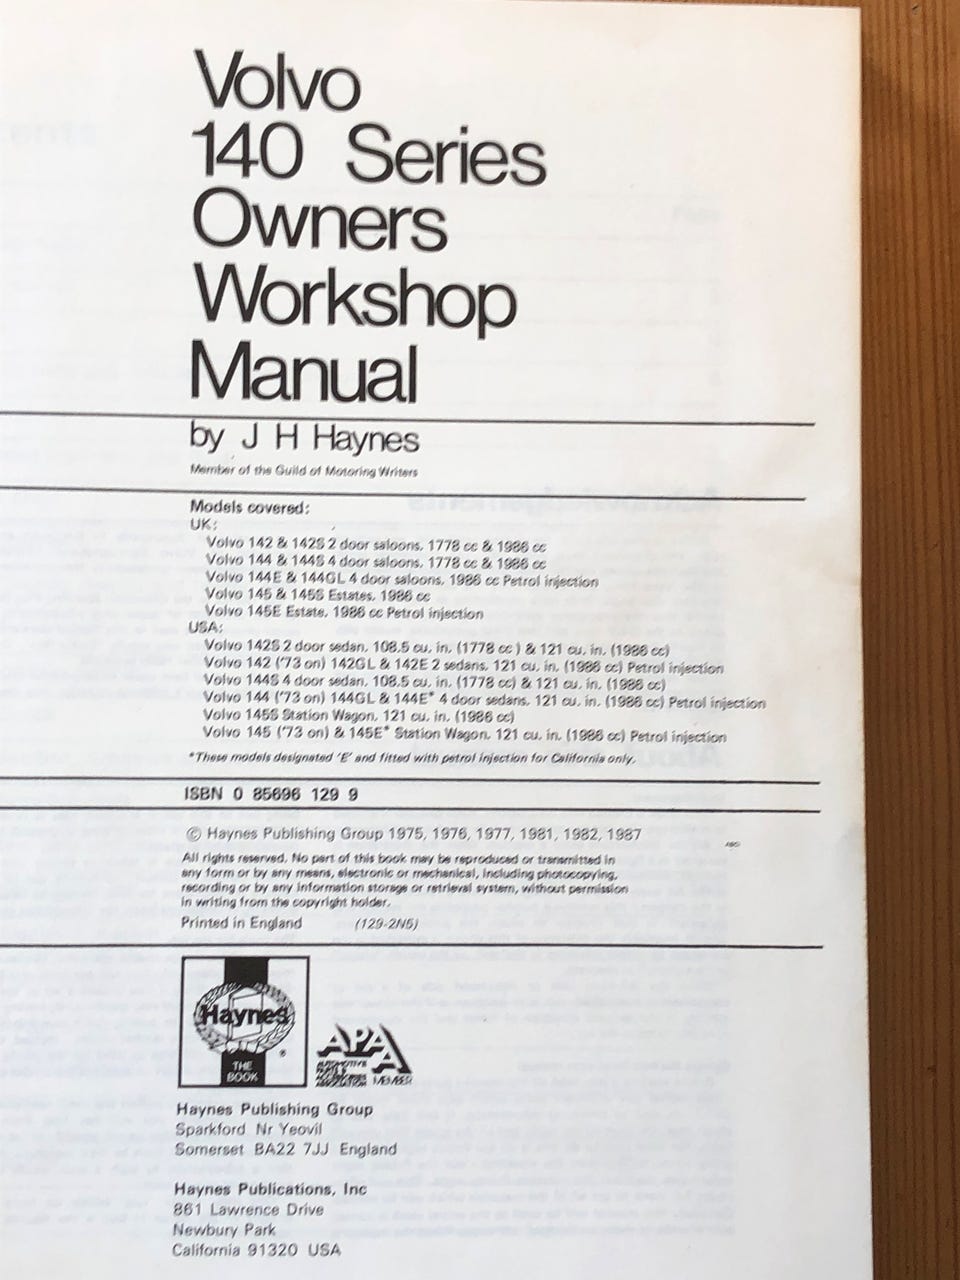 Volvo
140 Series
Owners
Workshop
Manual
by J H Haynes
Member of the Guild of Motoring Writers
Models covered:
UK:
Volvo 142 & 142S 2 door saloons, 1778 cc & 1986 cc
Volvo 144 & 144S 4 door saloons, 1778 cc & 1986 cc
Volvo 144E & 144GL 4 door saloons, 1986 cc Petrol injection
Volvo 145 & 145S Estates, 1986 cc
Volvo 145E Estate, 1986 cc Petrol injection
USA:
Volvo 142S 2 door sedan, 108.5 cu. in. (1778 cc) & 121 cu. in. (1986 cc)
Volvo 142 ('73 on) 142GL & 142E 2 sedans, 121 cu. in. (1986 cc) Petrol injection
Volvo 144S 4 door sedan, 108.5 cu. in. (1778 cc) & 121 cu. in. (1986 cc)
Volvo 144 ('73 on) 144GL & 144E* 4 door sedans, 121 cu. in. (1986 cc) Petrol injection
Volvo 145S Station Wagon, 121 cu. in. (1986 cc)
Volvo 145 ('73 on) & 145E* Station Wagon, 121 cu. in. (1986 cc) Petrol injection
*These models designated 'E' and fitted with petrol injection for California only.
ISBN 0 85696 129 9
© Haynes Publishing Group 1975, 1976, 1977, 1981, 1982, 1987
All rights reserved. No part of this book may be reproduced or transmitted in
any form or by any means, electronic or mechanical, including photocopying,
recording or by any information storage or retrieval system, without permission
in writing from the copyright holder.
Printed in England (129-2N5)
Haynes®
THE
BOOK
APAA
AUTOMOTIVE
PARTS &
ACCESSORIES
ASSOCIATION MEMBER
Haynes Publishing Group
Sparkford Nr Yeovil
Somerset BA22 7JJ England
Haynes Publications, Inc
861 Lawrence Drive
Newbury Park
California 91320 USA